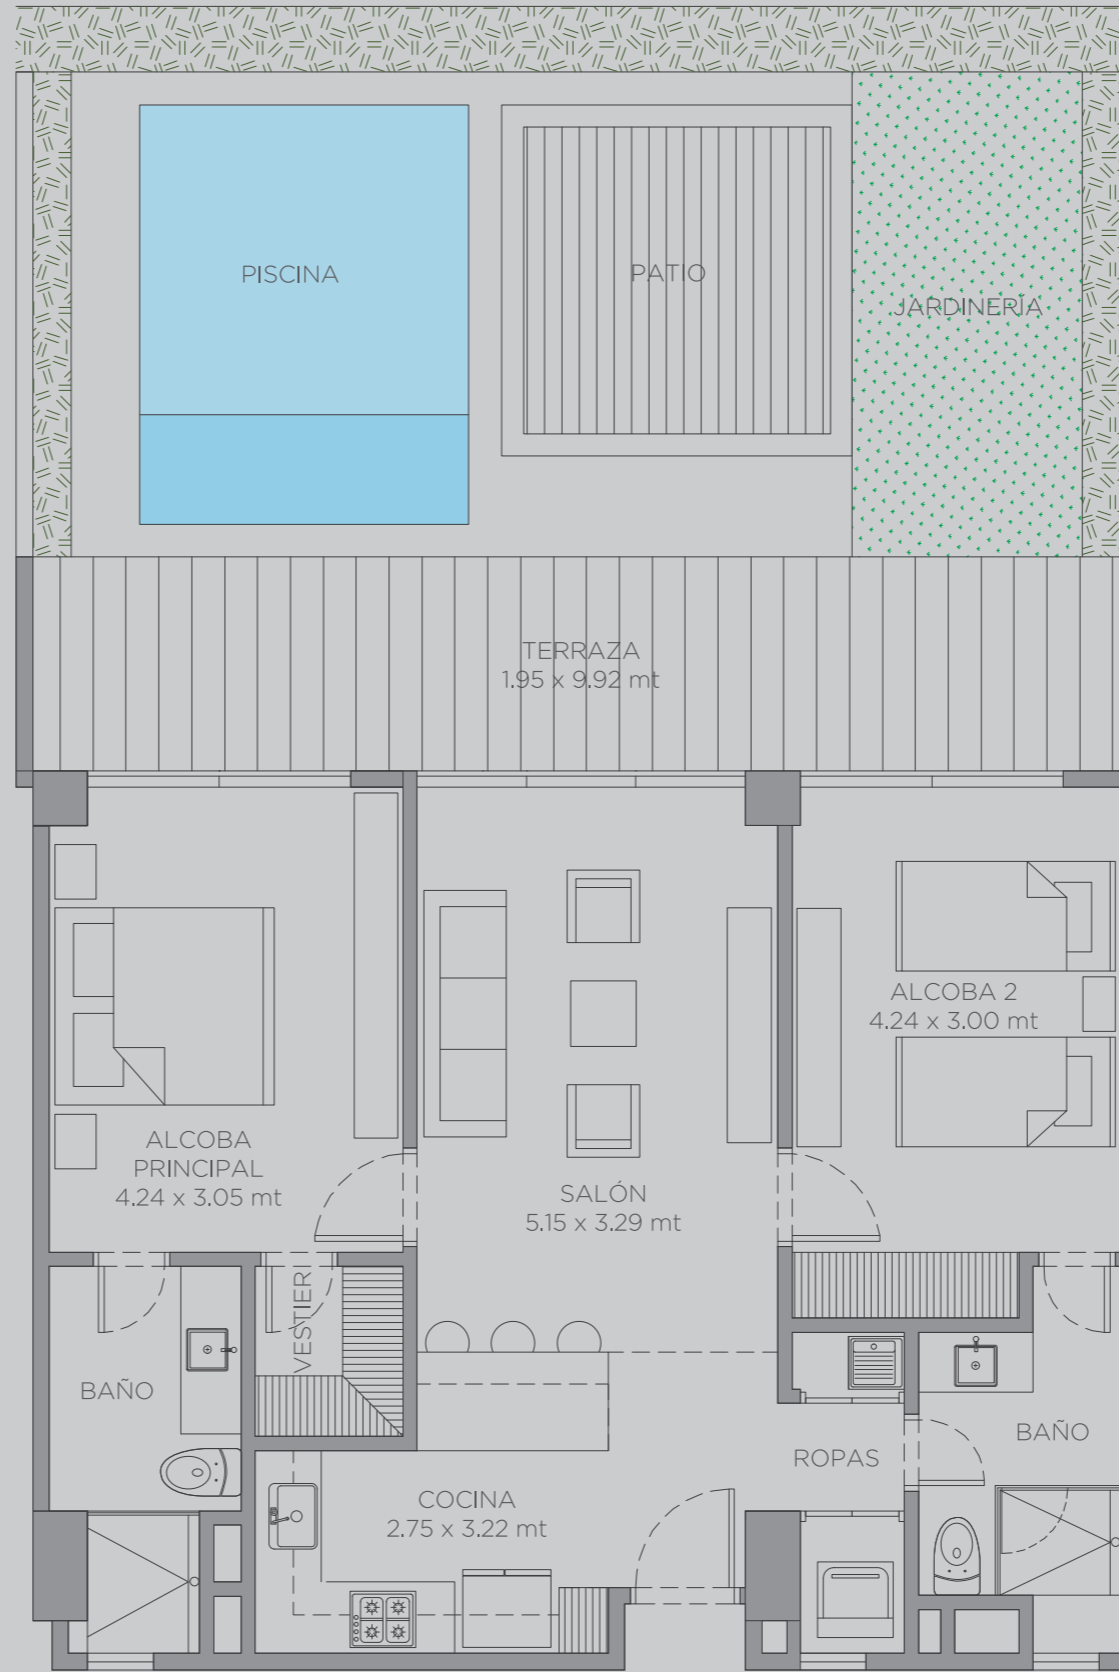 PISCINA
PATIO
JARDINERÍA
TERRAZA
1.95 x 9.92 mt
ALCOBA 2
4.24 x 3.00 mt
ALCOBA
PRINCIPAL
4.24 x 3.05 mt
SALÓN
5.15 x 3.29 mt
VESTIER
BAÑO
BAÑO
ROPAS
COCINA
2.75 x 3.22 mt